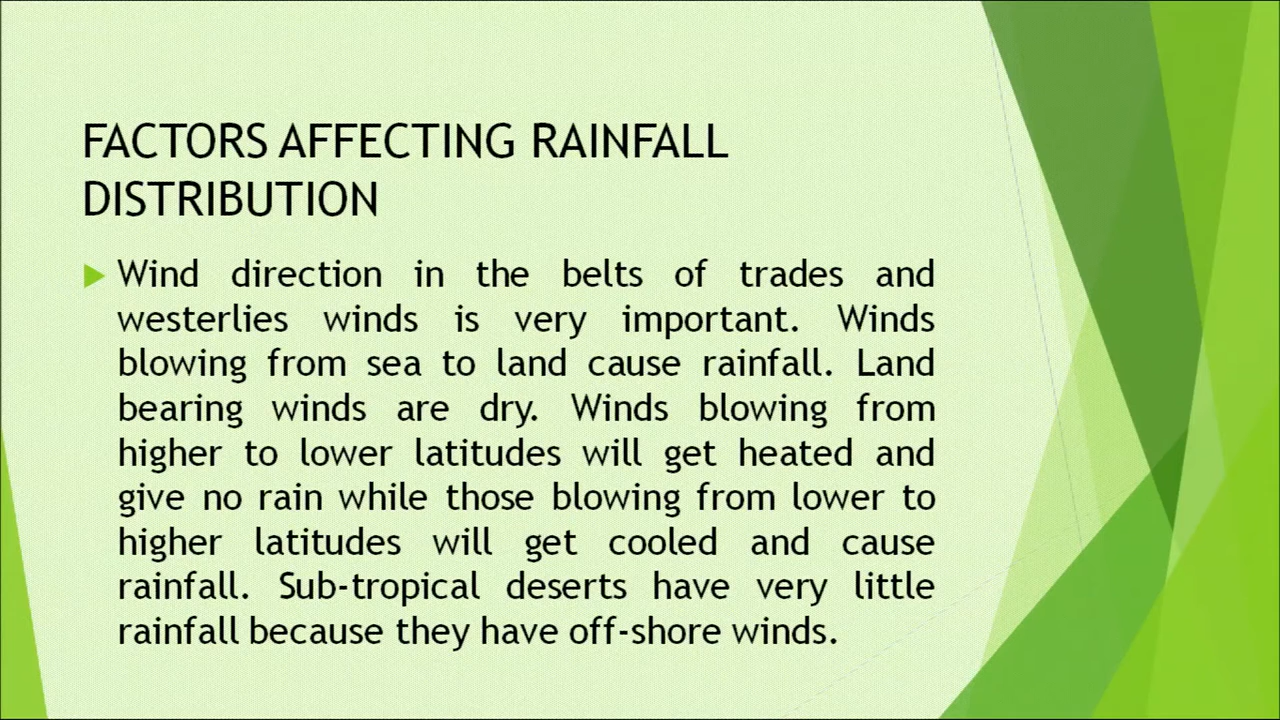 FACTORS AFFECTING RAINFALL
DISTRIBUTION
Wind direction in the belts of trades and
westerlies winds is very important. Winds
blowing from sea to land cause rainfall. Land
bearing winds are dry. Winds blowing from
higher to lower latitudes will get heated and
give no rain while those blowing from lower to
higher latitudes will get cooled and cause
rainfall. Sub-tropical deserts have very little
rainfall because they have off-shore winds.